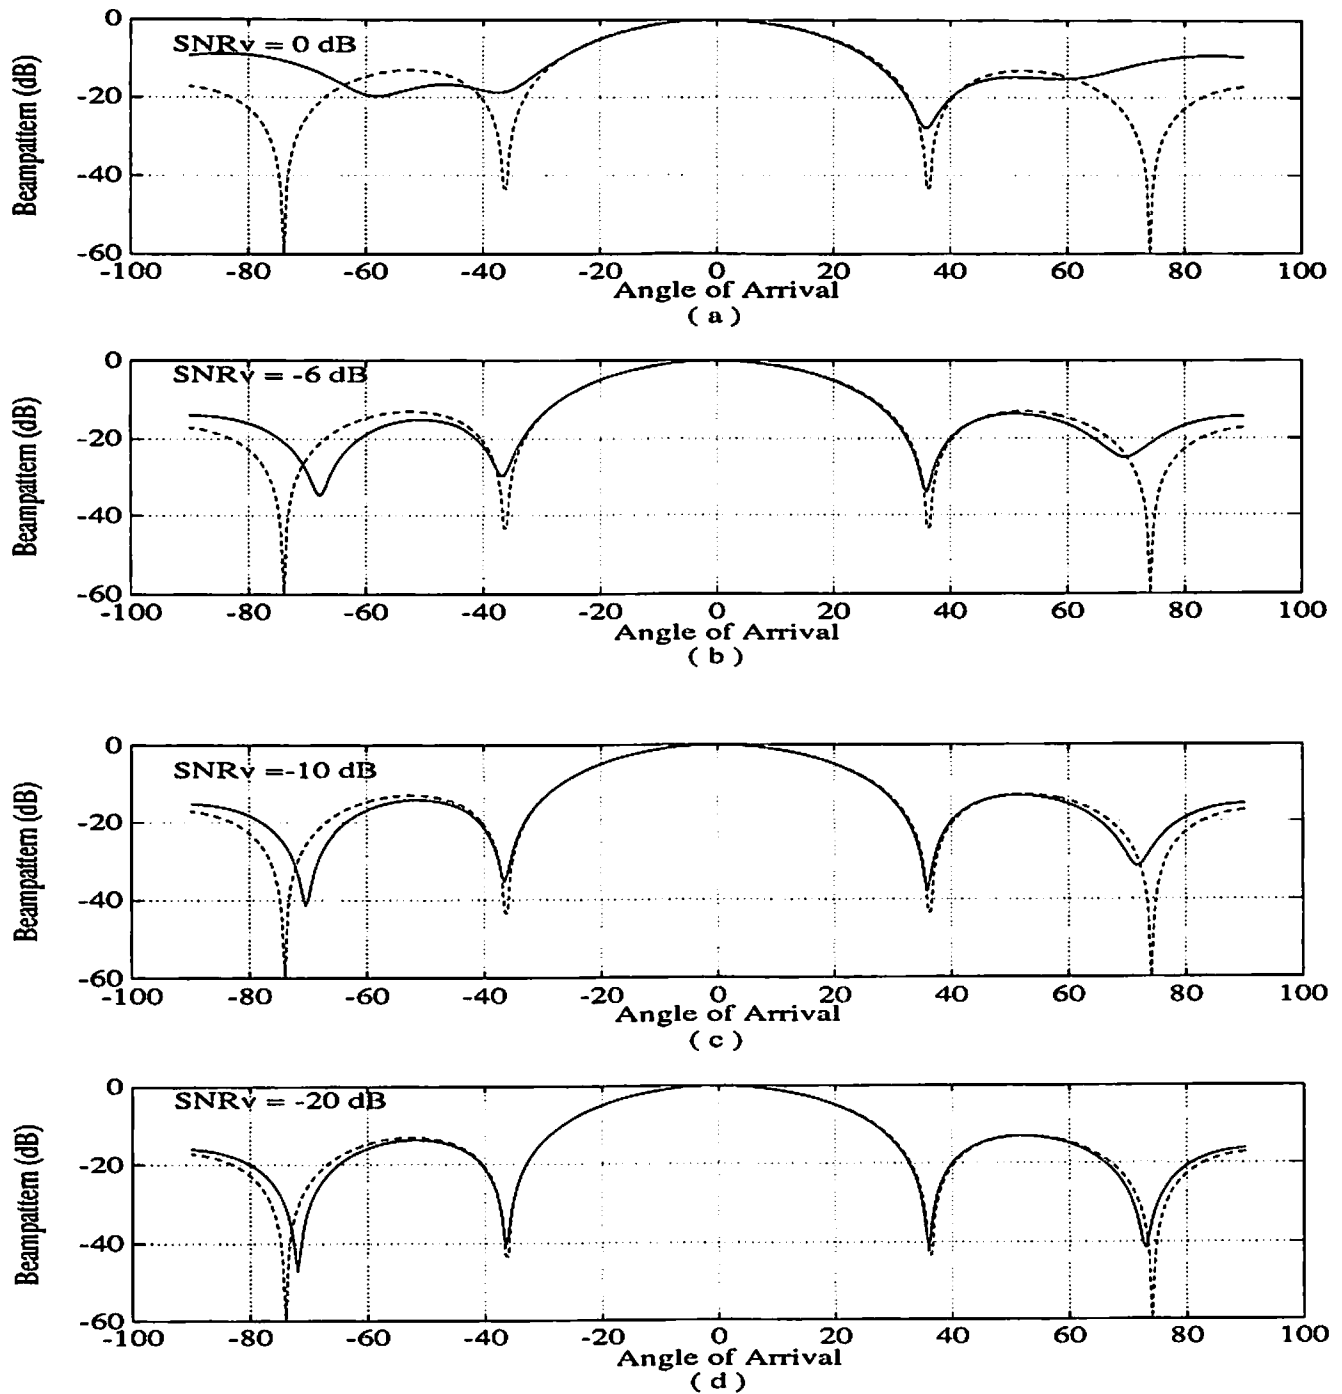 SNRv = 0 dB
Beampattern (dB)
0
-20
-40
-60
-100 -80 -60 -40 -20 0 20 40 60 80 100
Angle of Arrival
( a )
SNRv = -6 dB
Beampattern (dB)
0
-20
-40
-60
-100 -80 -60 -40 -20 0 20 40 60 80 100
Angle of Arrival
( b )
SNRv =-10 dB
Beampattern (dB)
0
-20
-40
-60
-100 -80 -60 -40 -20 0 20 40 60 80 100
Angle of Arrival
( c )
SNRv = -20 dB
Beampattern (dB)
0
-20
-40
-60
-100 -80 -60 -40 -20 0 20 40 60 80 100
Angle of Arrival
( d )